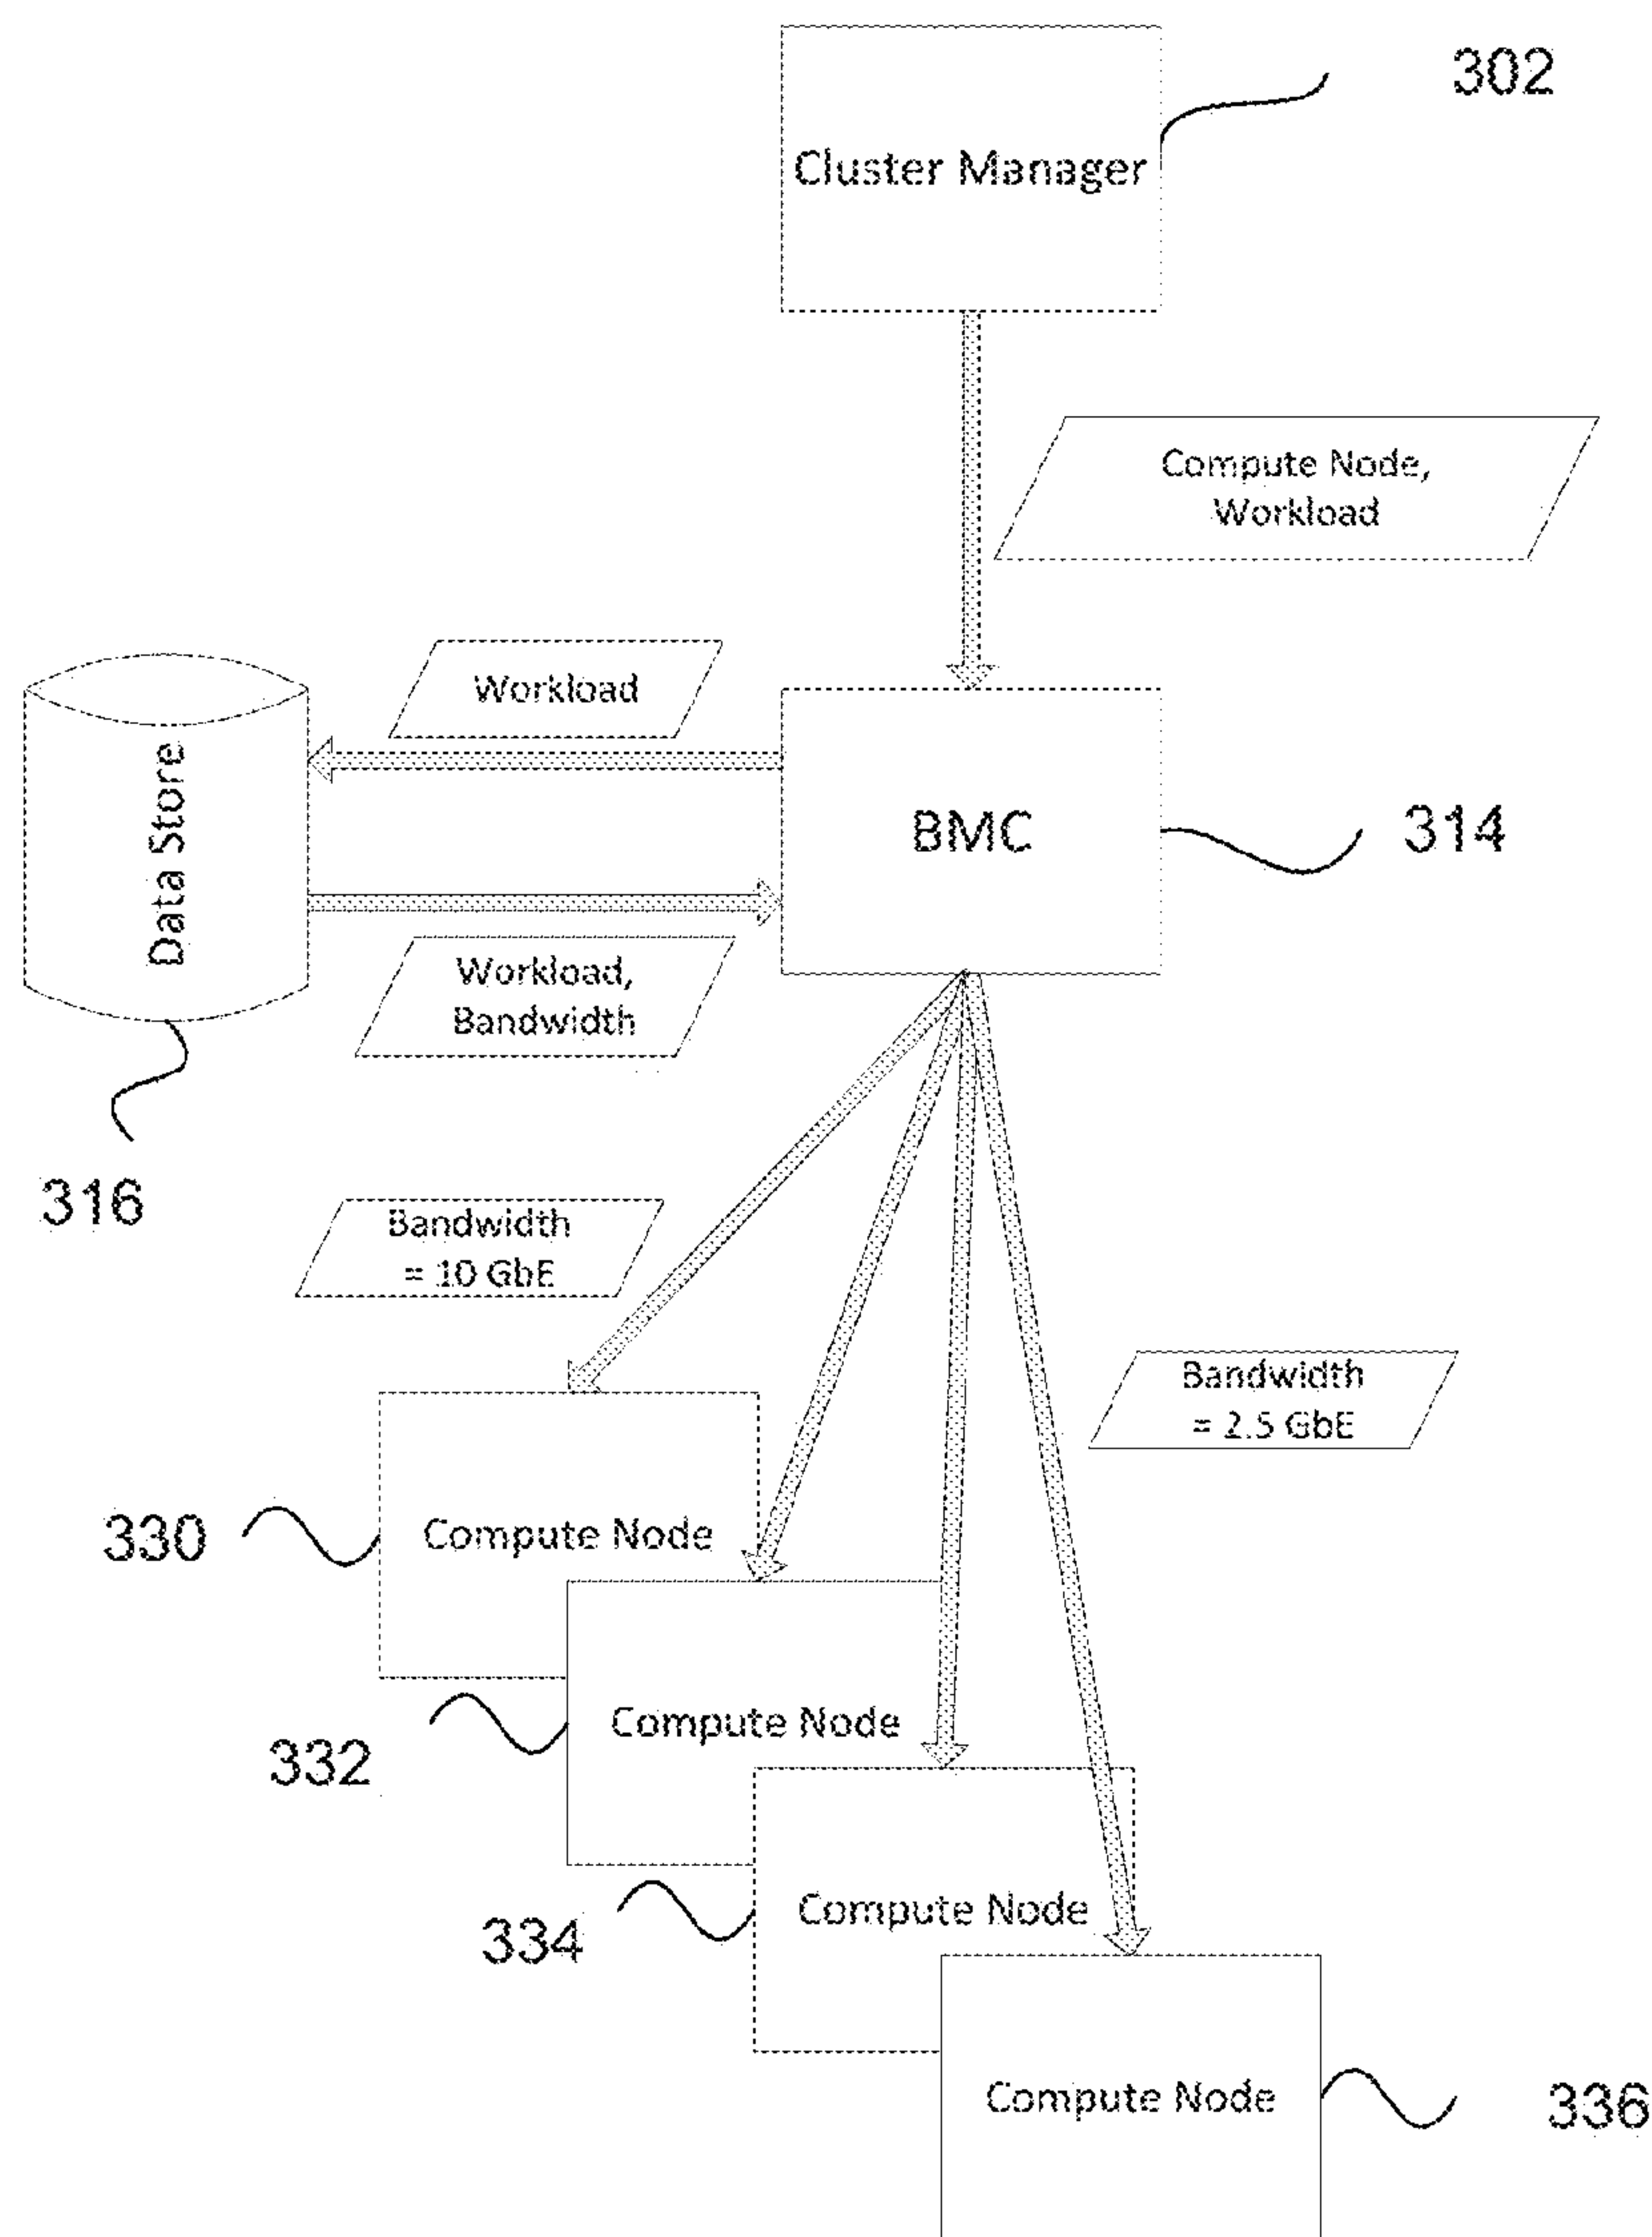 302
Cluster Manager
Compute Node,
Workload
Workload
Data Store
BMC
314
Workload,
Bandwidth
316
Bandwidth
= 10 GbE
Bandwidth
= 2.5 GbE
330
Compute Node
332
Compute Node
334
Compute Node
Compute Node
336